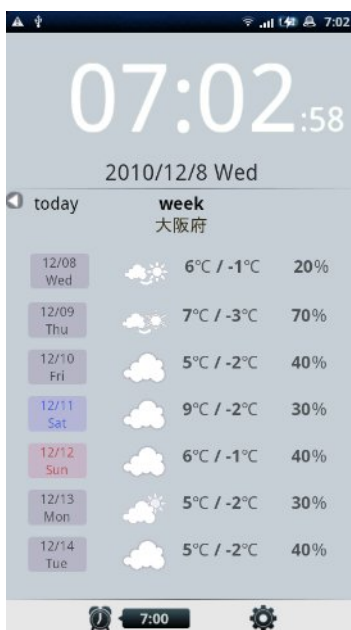 7:02
07:02:58
2010/12/8 Wed
today
week
大阪府
12/08
Wed
6℃ / -1℃
20%
12/09
Thu
7℃ / -3℃
70%
12/10
Fri
5℃ / -2℃
40%
12/11
Sat
9℃ / -2℃
30%
12/12
Sun
6℃ / -1℃
40%
12/13
Mon
5℃ / -2℃
30%
12/14
Tue
5℃ / -2℃
40%
7:00